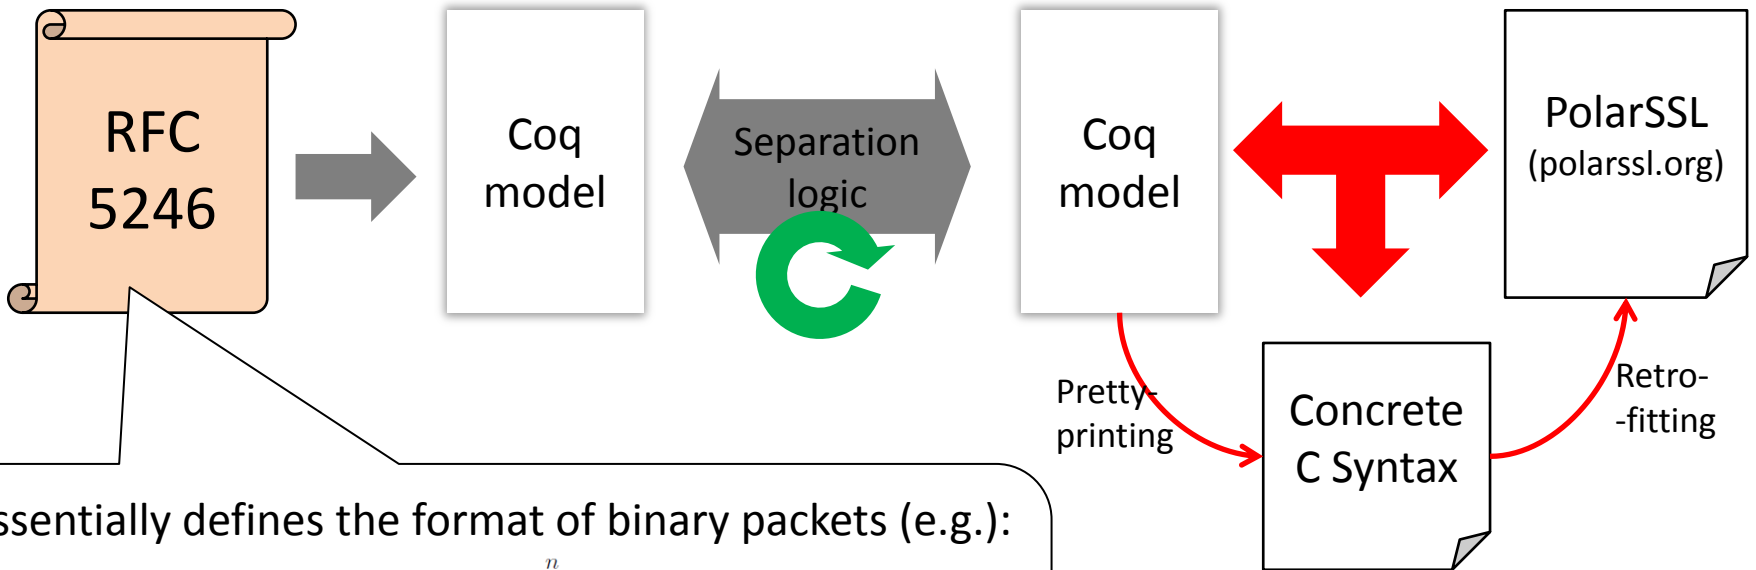 RFC
5246
Coq
model
Separation
logic
Coq
model
PolarSSL
(polarssl.org)
Pretty-
printing
Concrete
C Syntax
Retro-
-fitting
ssentially defines the format of binary packets (e.g.):
n